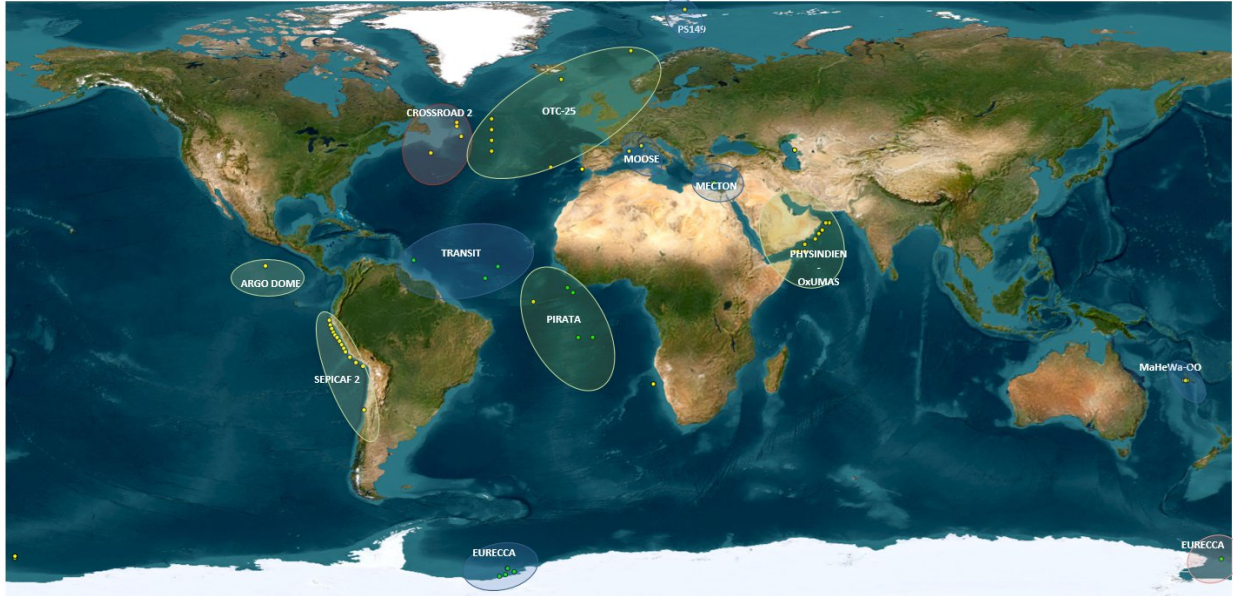 PS149
CROSSROAD 2
OTC-25
MOOSE
MECTON
TRANSIT
PHYSINDIEN
-
OxUMAS
ARGO DOME
PIRATA
SEPICAF 2
MaHeWa-OO
EURECCA
EURECCA